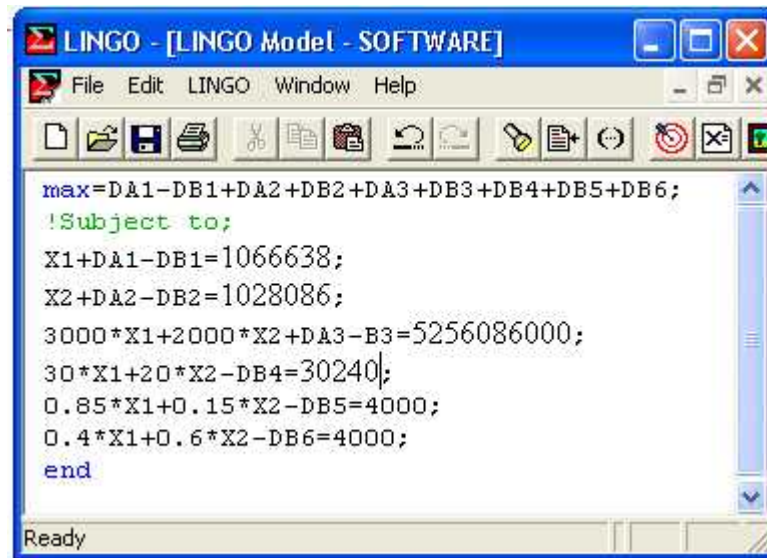 LINGO - [LINGO Model - SOFTWARE]
File Edit LINGO Window Help
max=DA1-DB1+DA2+DB2+DA3+DB3+DB4+DB5+DB6;
!Subject to;
X1+DA1-DB1=1066638;
X2+DA2-DB2=1028086;
3000*X1+2000*X2+DA3-B3=5256086000;
30*X1+20*X2-DB4=30240;
0.85*X1+0.15*X2-DB5=4000;
0.4*X1+0.6*X2-DB6=4000;
end
Ready